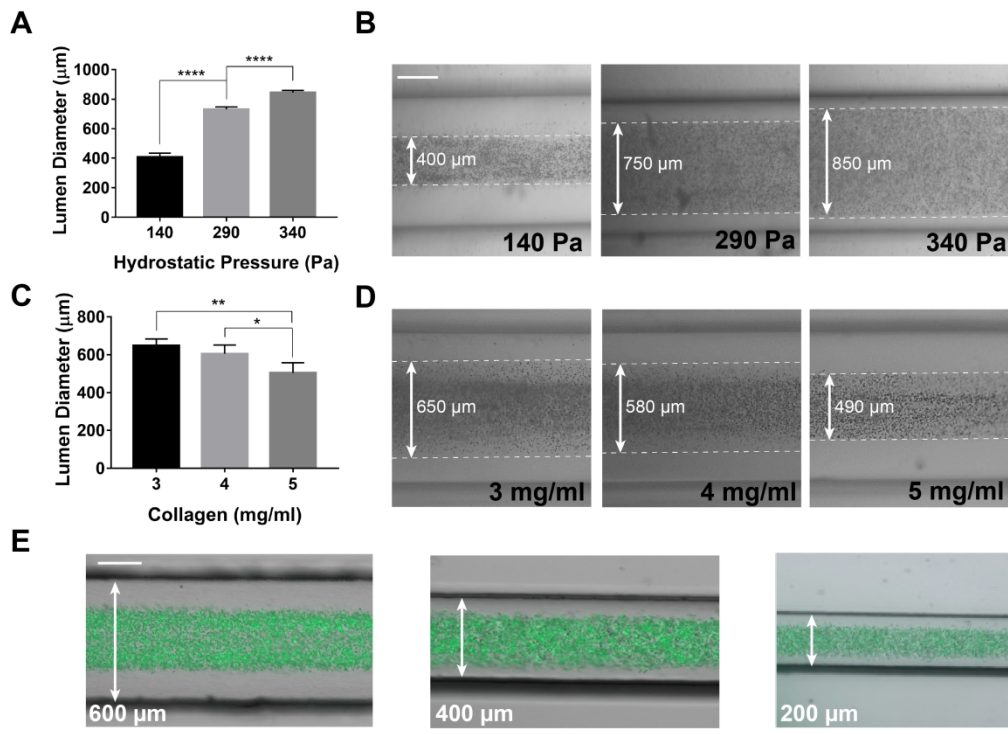 A
Lumen Diameter (μm)
1000
800
600
400
200
0
****
****
140
290
340
Hydrostatic Pressure (Pa)
B
400 μm
140 Pa
750 μm
290 Pa
850 μm
340 Pa
C
Lumen Diameter (μm)
800
600
400
200
0
**
*
3
4
5
Collagen (mg/ml)
D
650 μm
3 mg/ml
580 μm
4 mg/ml
490 μm
5 mg/ml
E
600 μm
400 μm
200 μm